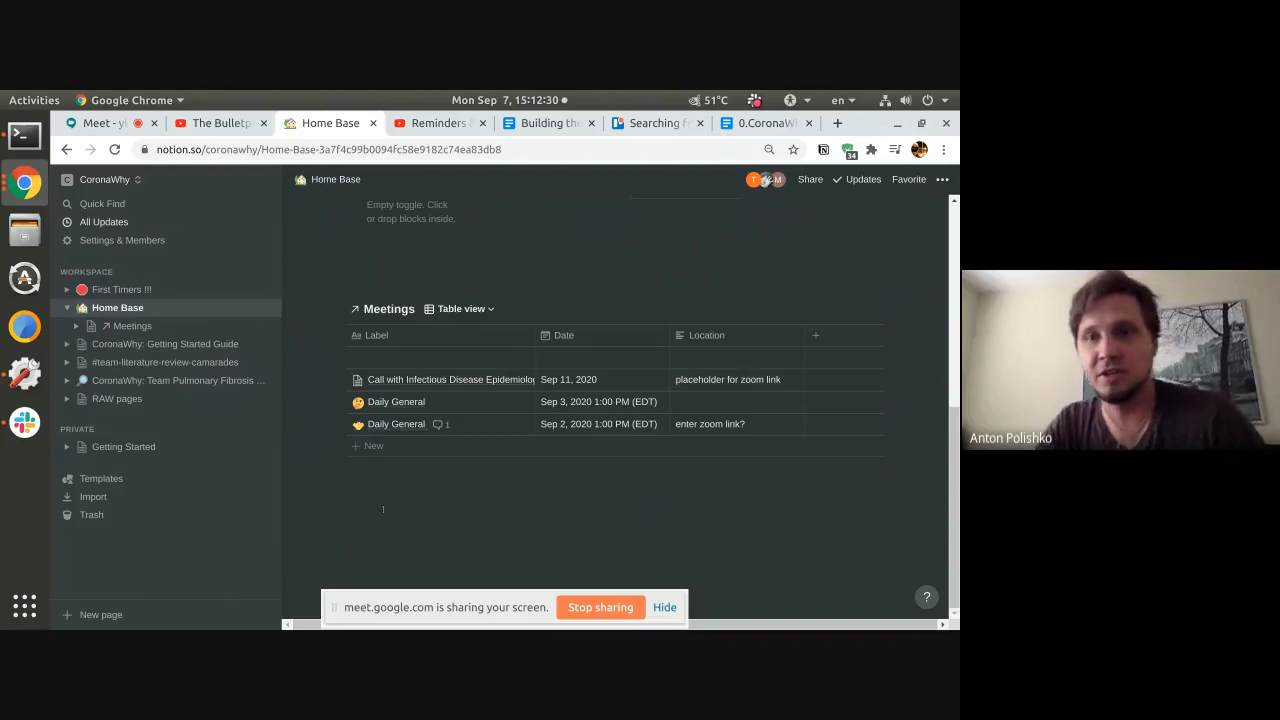 Activities
Google Chrome
Mon Sep 7, 15:12:30
51°C
en
Meet - yk
The Bulletp
Home Base
Reminders &
Building the
Searching fr
0.CoronaWh
notion.so/coronawhy/Home-Base-3a7f4c99b0094fc58e9182c74ea83db8
34
C CoronaWhy
Home Base
T
M
Share
Updates
Favorite
Quick Find
All Updates
Settings & Members
Empty toggle. Click
or drop blocks inside.
WORKSPACE
First Timers !!!
Home Base
Meetings
CoronaWhy: Getting Started Guide
#team-literature-review-camarades
CoronaWhy: Team Pulmonary Fibrosis ...
RAW pages
PRIVATE
Getting Started
Templates
Import
Trash
New page
Meetings
Table view
Aa Label
Date
Location
Call with Infectious Disease Epidemiolog
Sep 11, 2020
placeholder for zoom link
Daily General
Sep 3, 2020 1:00 PM (EDT)
Daily General
1
Sep 2, 2020 1:00 PM (EDT)
enter zoom link?
New
meet.google.com is sharing your screen.
Stop sharing
Hide
?
Anton Polishko